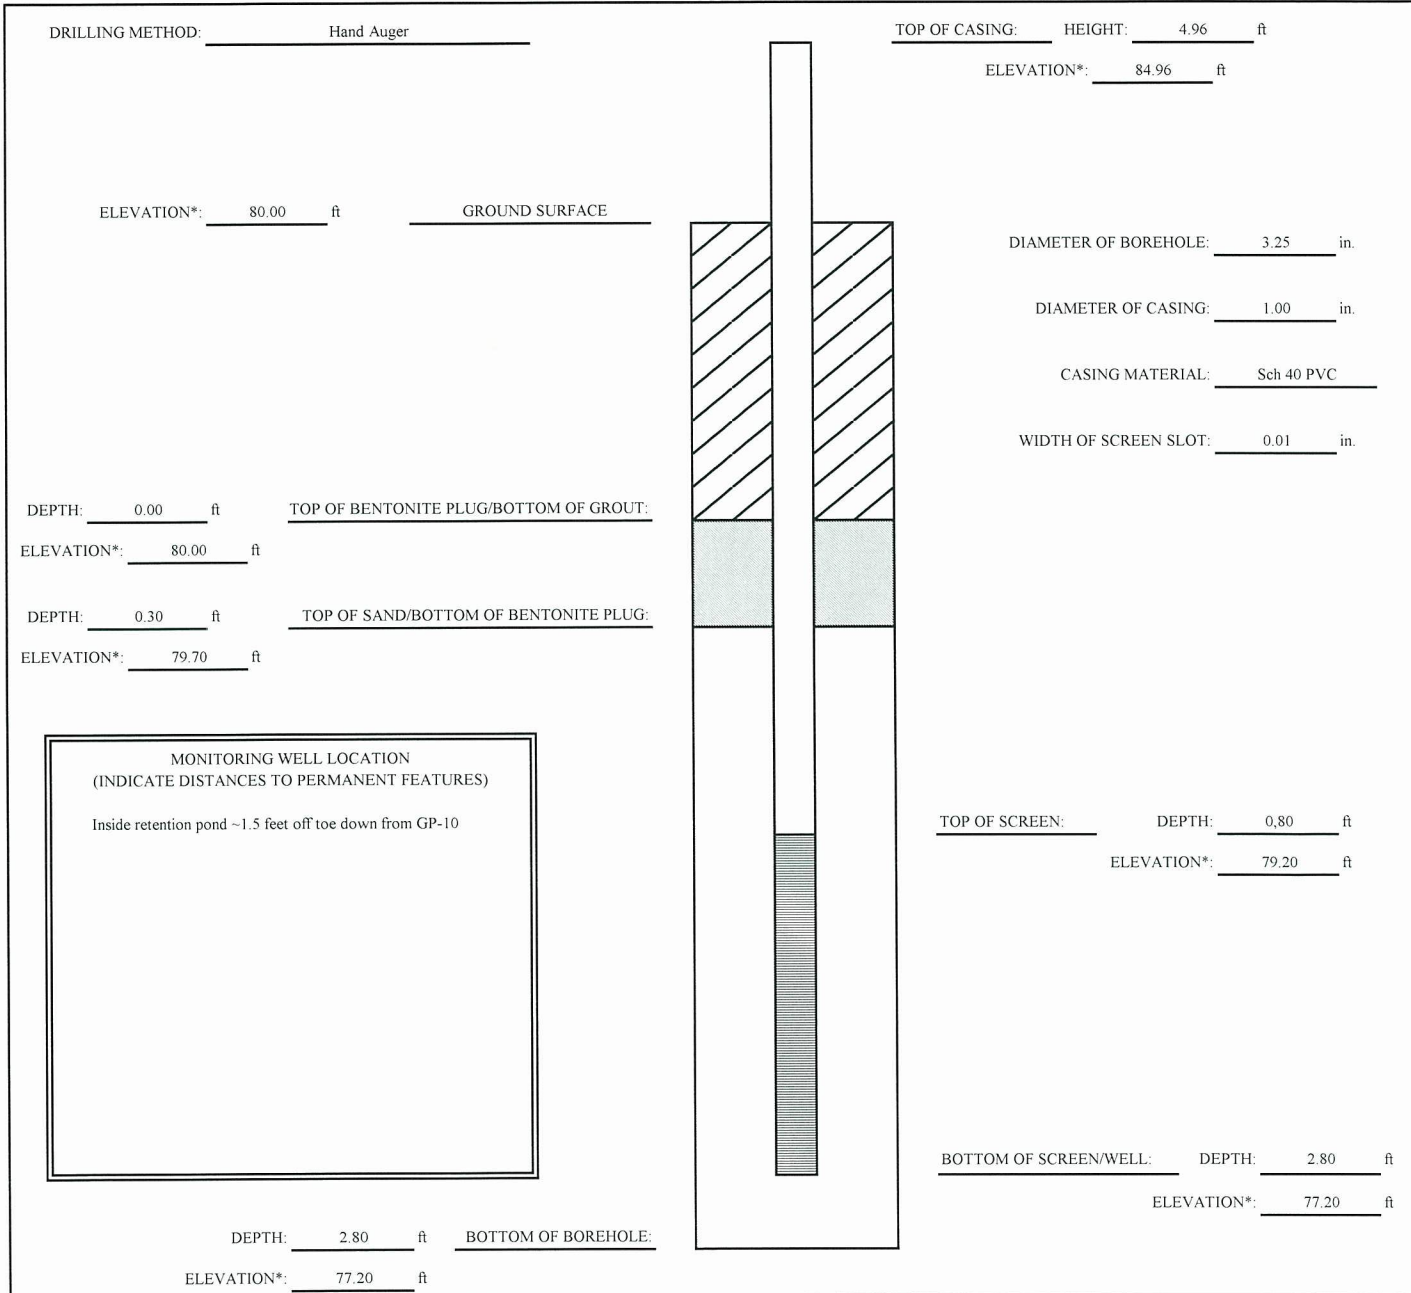 DRILLING METHOD: Hand Auger
TOP OF CASING: HEIGHT: 4.96 ft
ELEVATION*: 84.96 ft
ELEVATION*: 80.00 ft GROUND SURFACE
DIAMETER OF BOREHOLE: 3.25 in.
DIAMETER OF CASING: 1.00 in.
CASING MATERIAL: Sch 40 PVC
WIDTH OF SCREEN SLOT: 0.01 in.
DEPTH: 0.00 ft TOP OF BENTONITE PLUG/BOTTOM OF GROUT:
ELEVATION*: 80.00 ft
DEPTH: 0.30 ft TOP OF SAND/BOTTOM OF BENTONITE PLUG:
ELEVATION*: 79.70 ft
MONITORING WELL LOCATION
(INDICATE DISTANCES TO PERMANENT FEATURES)
Inside retention pond ~1.5 feet off toe down from GP-10
TOP OF SCREEN: DEPTH: 0,80 ft
ELEVATION*: 79.20 ft
BOTTOM OF SCREEN/WELL: DEPTH: 2.80 ft
ELEVATION*: 77.20 ft
DEPTH: 2.80 ft BOTTOM OF BOREHOLE:
ELEVATION*: 77.20 ft